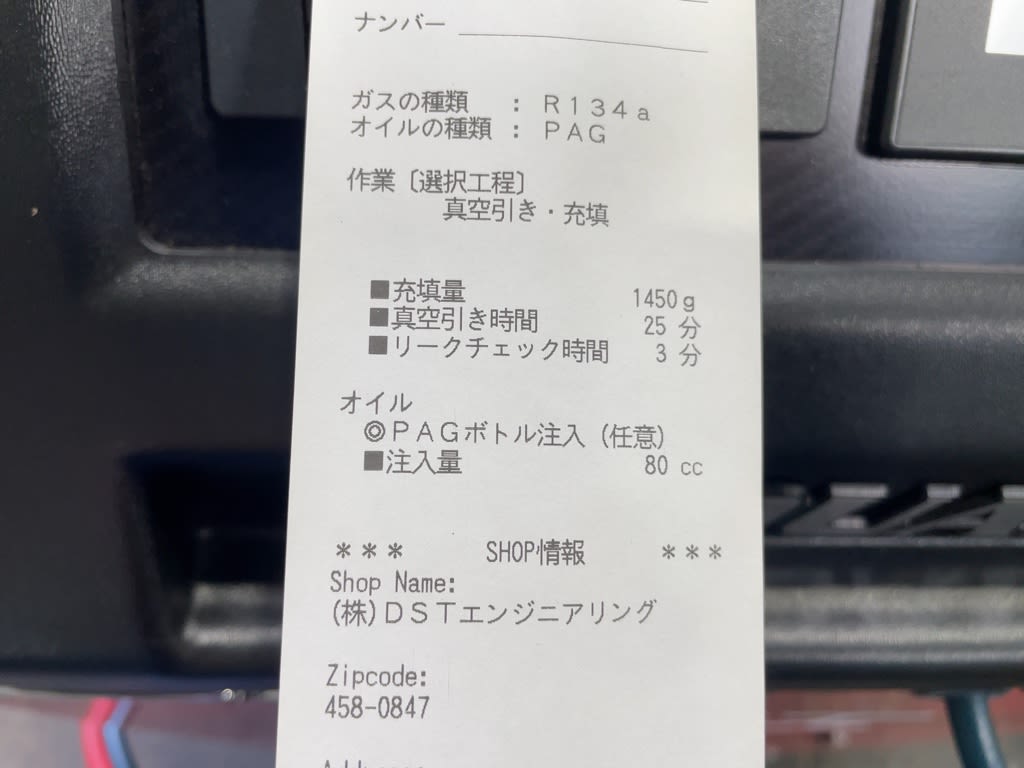 ナンバー
ガスの種類 : R134a
オイルの種類 : PAG
作業〔選択工程〕
真空引き・充填
■充填量 1450g
■真空引き時間 25 分
■リークチェック時間 3 分
オイル
◎PAGボトル注入(任意)
■注入量 80 cc
*** SHOP情報 ***
Shop Name:
(株)DSTエンジニアリング
Zipcode:
458-0847